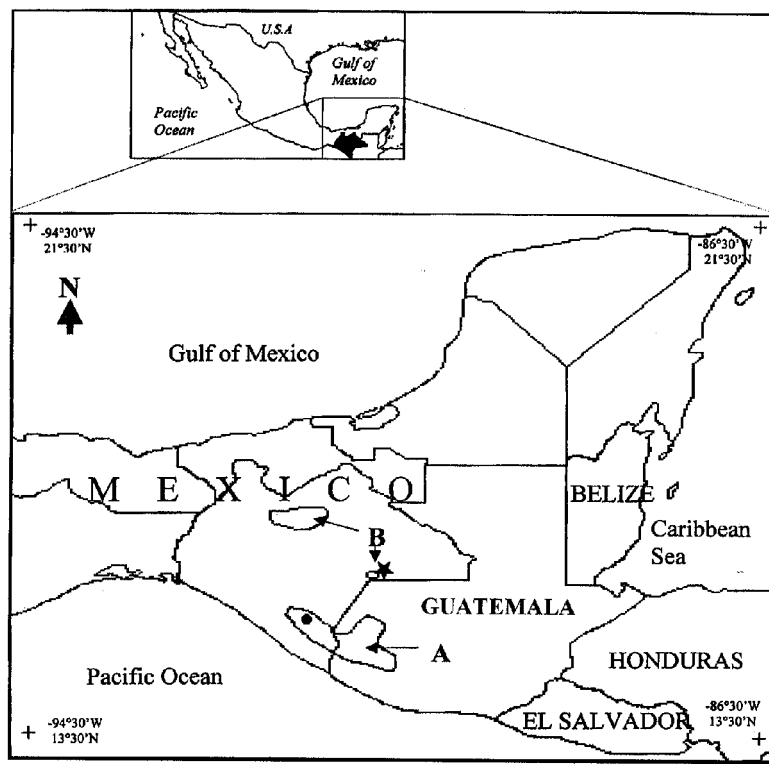 U.S.A
Gulf of
Mexico
Pacific
Ocean
-94°30'W
21°30'N
-86°30'W
21°30'N
N
Gulf of Mexico
M E X I C O
BELIZE
Caribbean
Sea
B
GUATEMALA
A
HONDURAS
Pacific Ocean
EL SALVADOR
-94°30'W
13°30'N
-86°30'W
13°30'N